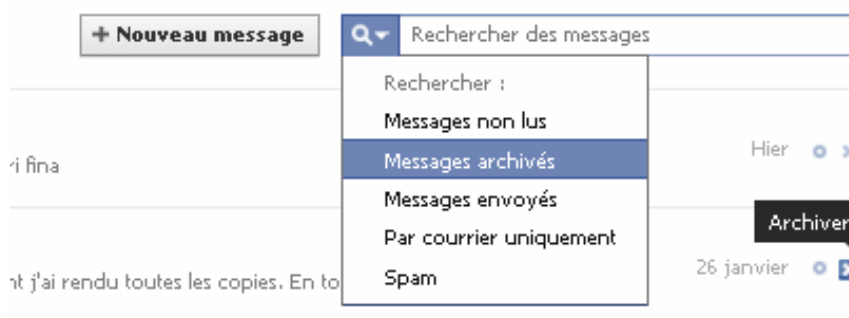 + Nouveau message
Rechercher des messages
Rechercher :
Messages non lus
Messages archivés
Messages envoyés
Par courrier uniquement
Spam
fina
Hier
Archiver
j'ai rendu toutes les copies. En
26 janvier